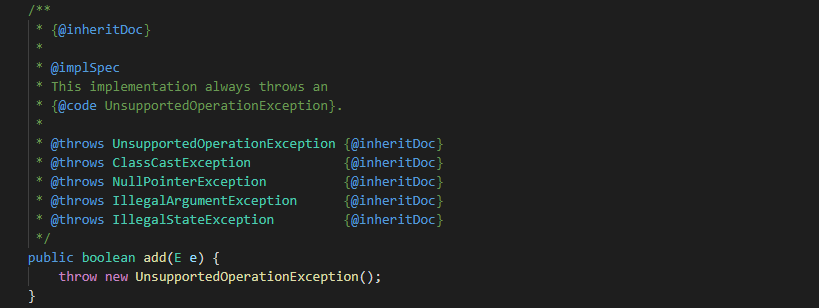 /**
 * {@inheritDoc}
 *
 * @implSpec
 * This implementation always throws an
 * {@code UnsupportedOperationException}.
 *
 * @throws UnsupportedOperationException {@inheritDoc}
 * @throws ClassCastException            {@inheritDoc}
 * @throws NullPointerException          {@inheritDoc}
 * @throws IllegalArgumentException      {@inheritDoc}
 * @throws IllegalStateException         {@inheritDoc}
 */
public boolean add(E e) {
    throw new UnsupportedOperationException();
}